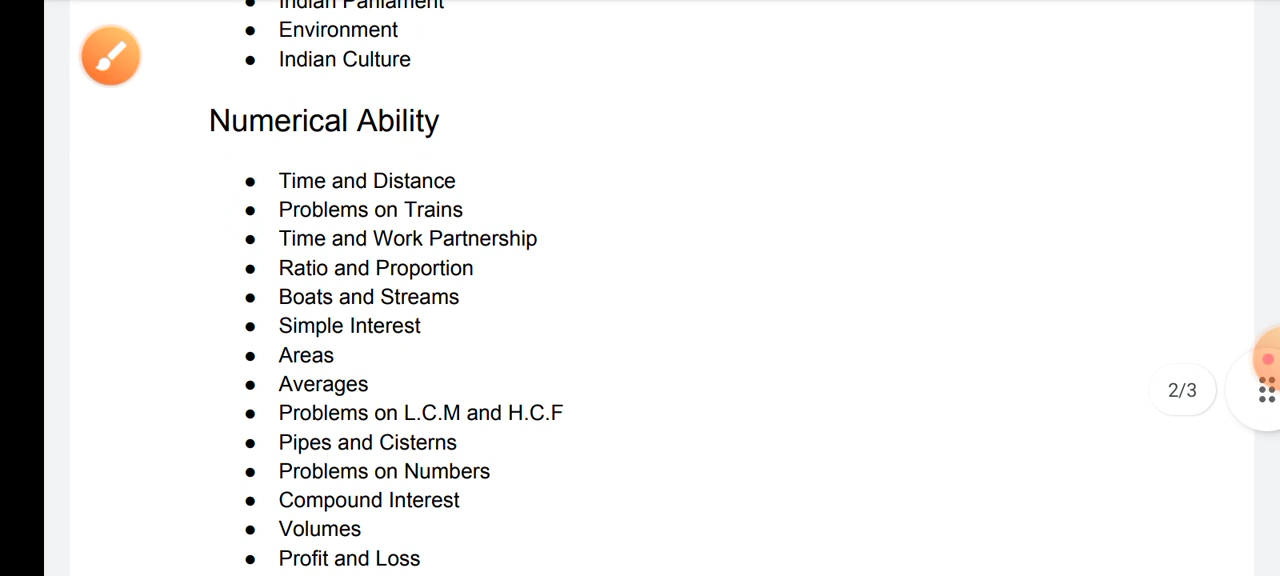 Indian Parliament
Environment
Indian Culture
Numerical Ability
Time and Distance
Problems on Trains
Time and Work Partnership
Ratio and Proportion
Boats and Streams
Simple Interest
Areas
Averages
2/3
Problems on L.C.M and H.C.F
Pipes and Cisterns
Problems on Numbers
Compound Interest
Volumes
Profit and Loss